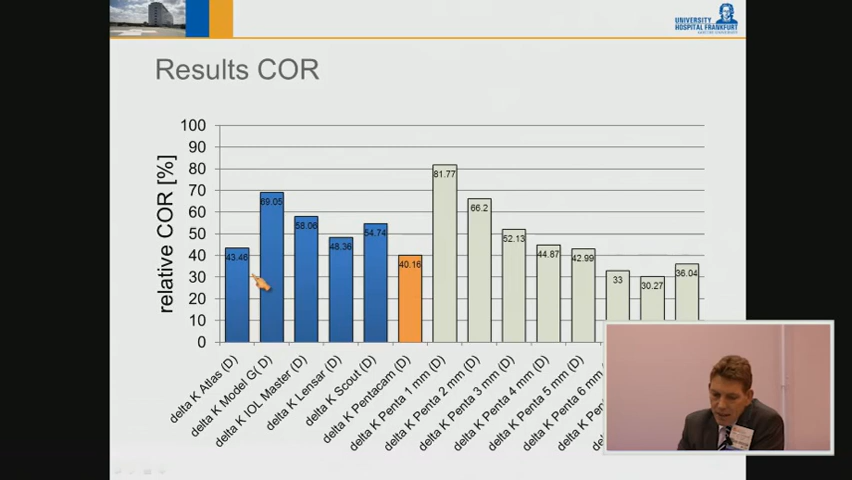 UNIVERSITY
HOSPITAL FRANKFURT
Results COR
relative COR [%]
100
90
80
70
60
50
40
30
20
10
0
43.46
69.05
58.06
48.36
54.74
40.16
81.77
66.2
52.13
44.87
42.99
33
30.27
36.04
delta K Atlas (D)
delta K Model G( D)
delta K IOL Master (D)
delta K Lensar (D)
delta K Scout (D)
delta K Pentacam (D)
delta K Penta 1 mm (D)
delta K Penta 2 mm (D)
delta K Penta 3 mm (D)
delta K Penta 4 mm (D)
delta K Penta 5 mm (D)
delta K Penta 6 mm
delta K Pen